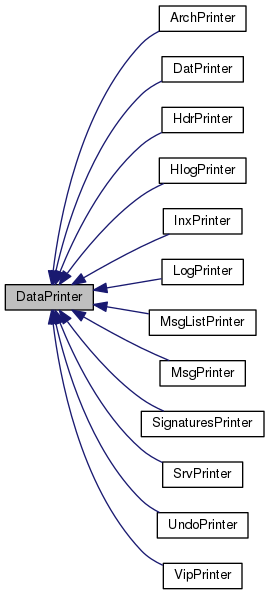 ArchPrinter
DatPrinter
HdrPrinter
HlogPrinter
InxPrinter
LogPrinter
DataPrinter
MsgListPrinter
MsgPrinter
SignaturesPrinter
SrvPrinter
UndoPrinter
VipPrinter